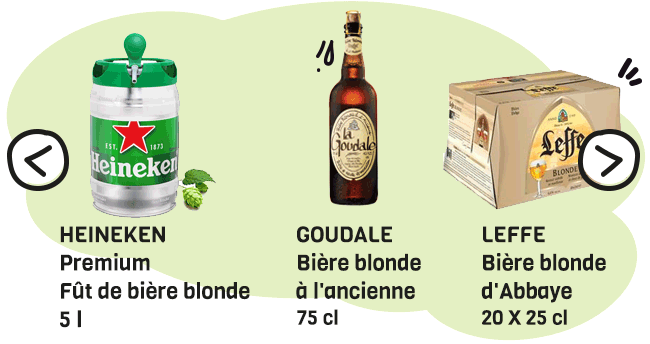 EST. 1873
Heineken
la
Goudale
Leffe
BLONDE
<
>
HEINEKEN
Premium
Fût de bière blonde
5 l
GOUDALE
Bière blonde
à l'ancienne
75 cl
LEFFE
Bière blonde
d'Abbaye
20 X 25 cl